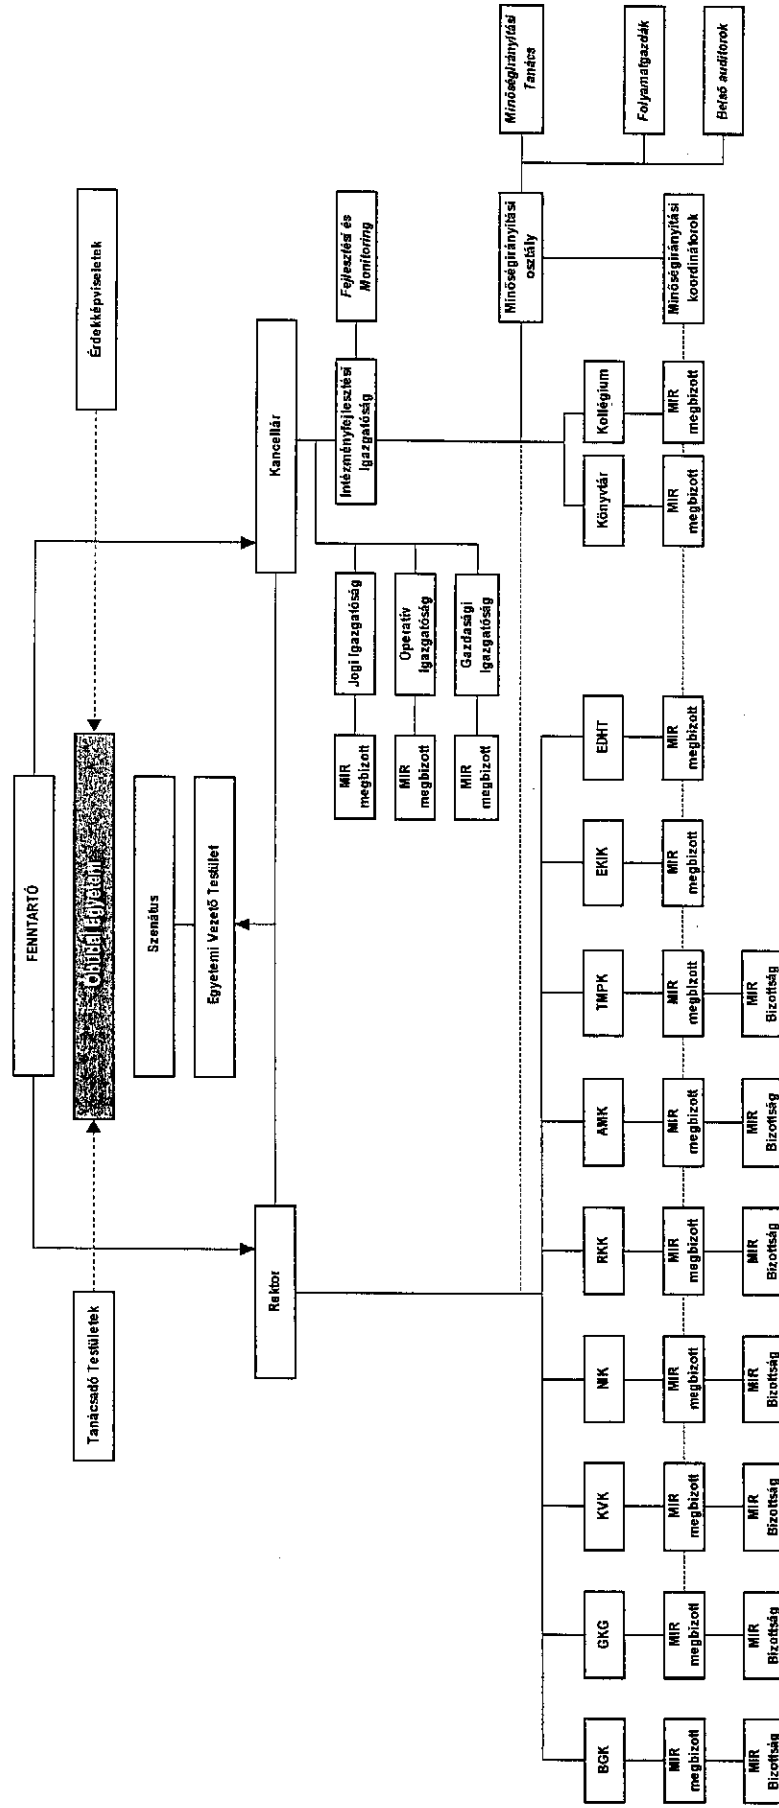 FENNTARTÓ
Tanácsadó Testületek
Óbudai Egyetem
Érdekképviseletek
Szenátus
Egyetemi Vezető Testület
Rektor
Kancellár
MIR
megbízott
Jogi Igazgatóság
Intézményfejlesztési
Igazgatóság
Fejlesztési és
Monitoring
MIR
megbízott
Operatív
Igazgatóság
MIR
megbízott
Gazdasági
Igazgatóság
Minőségirányítási
osztály
Minőségirányítási
Tanács
Folyamatgazdák
Belső auditorok
BGK
GKG
KVK
NIK
RKK
AMK
TMPK
EKIK
EDHT
Könyvtár
Kollégium
MIR
megbízott
MIR
megbízott
MIR
megbízott
MIR
megbízott
MIR
megbízott
MIR
megbízott
MIR
megbízott
MIR
megbízott
MIR
megbízott
MIR
megbízott
MIR
megbízott
Minőségirányítási
koordinátorok
MIR
Bizottság
MIR
Bizottság
MIR
Bizottság
MIR
Bizottság
MIR
Bizottság
MIR
Bizottság
MIR
Bizottság